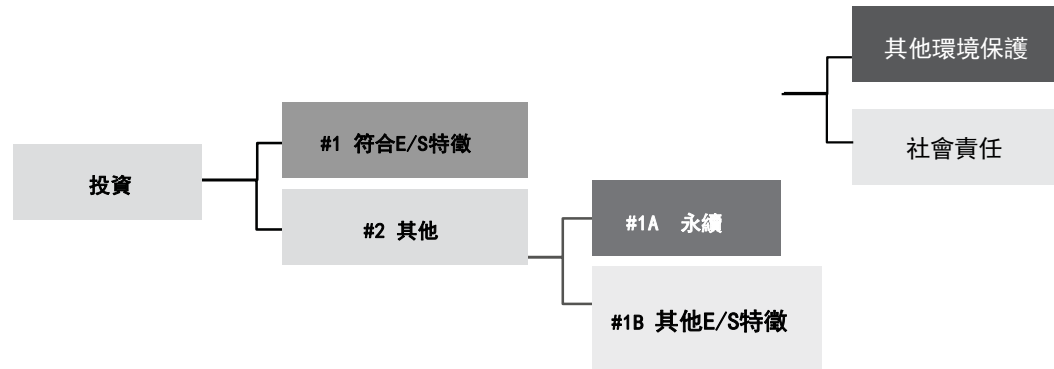 其他環境保護
#1 符合E/S特徵
社會責任
投資
#2 其他
#1A 永續
#1B 其他E/S特徵